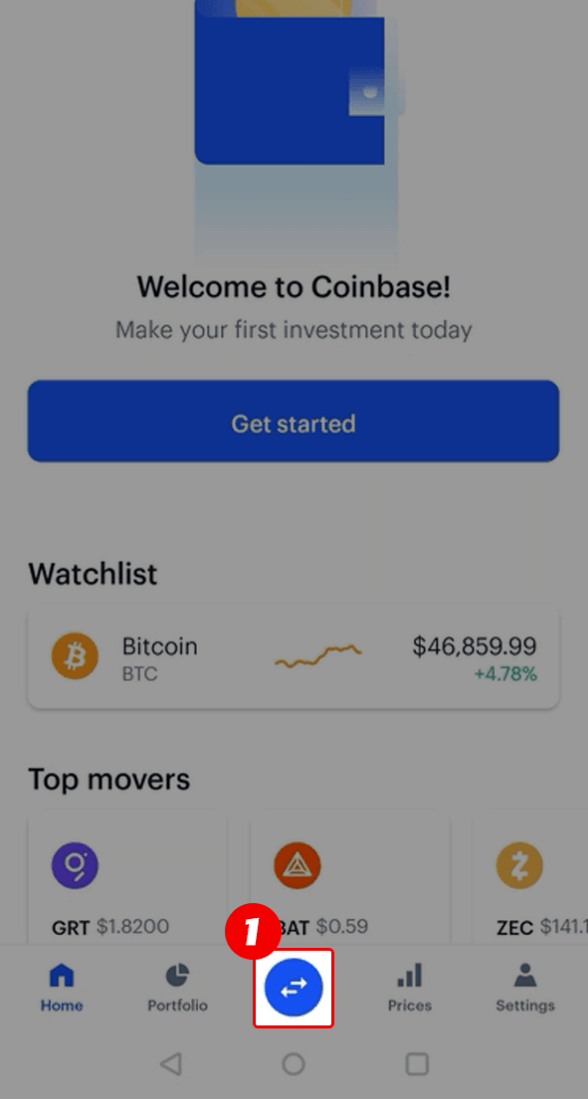 Welcome to Coinbase!
Make your first investment today
Get started
Watchlist
Bitcoin $46,859.99
BTC +4.78%
Top movers
GRT $1.8200 BAT $0.59 ZEC $141.1
1
Home Portfolio Prices Settings